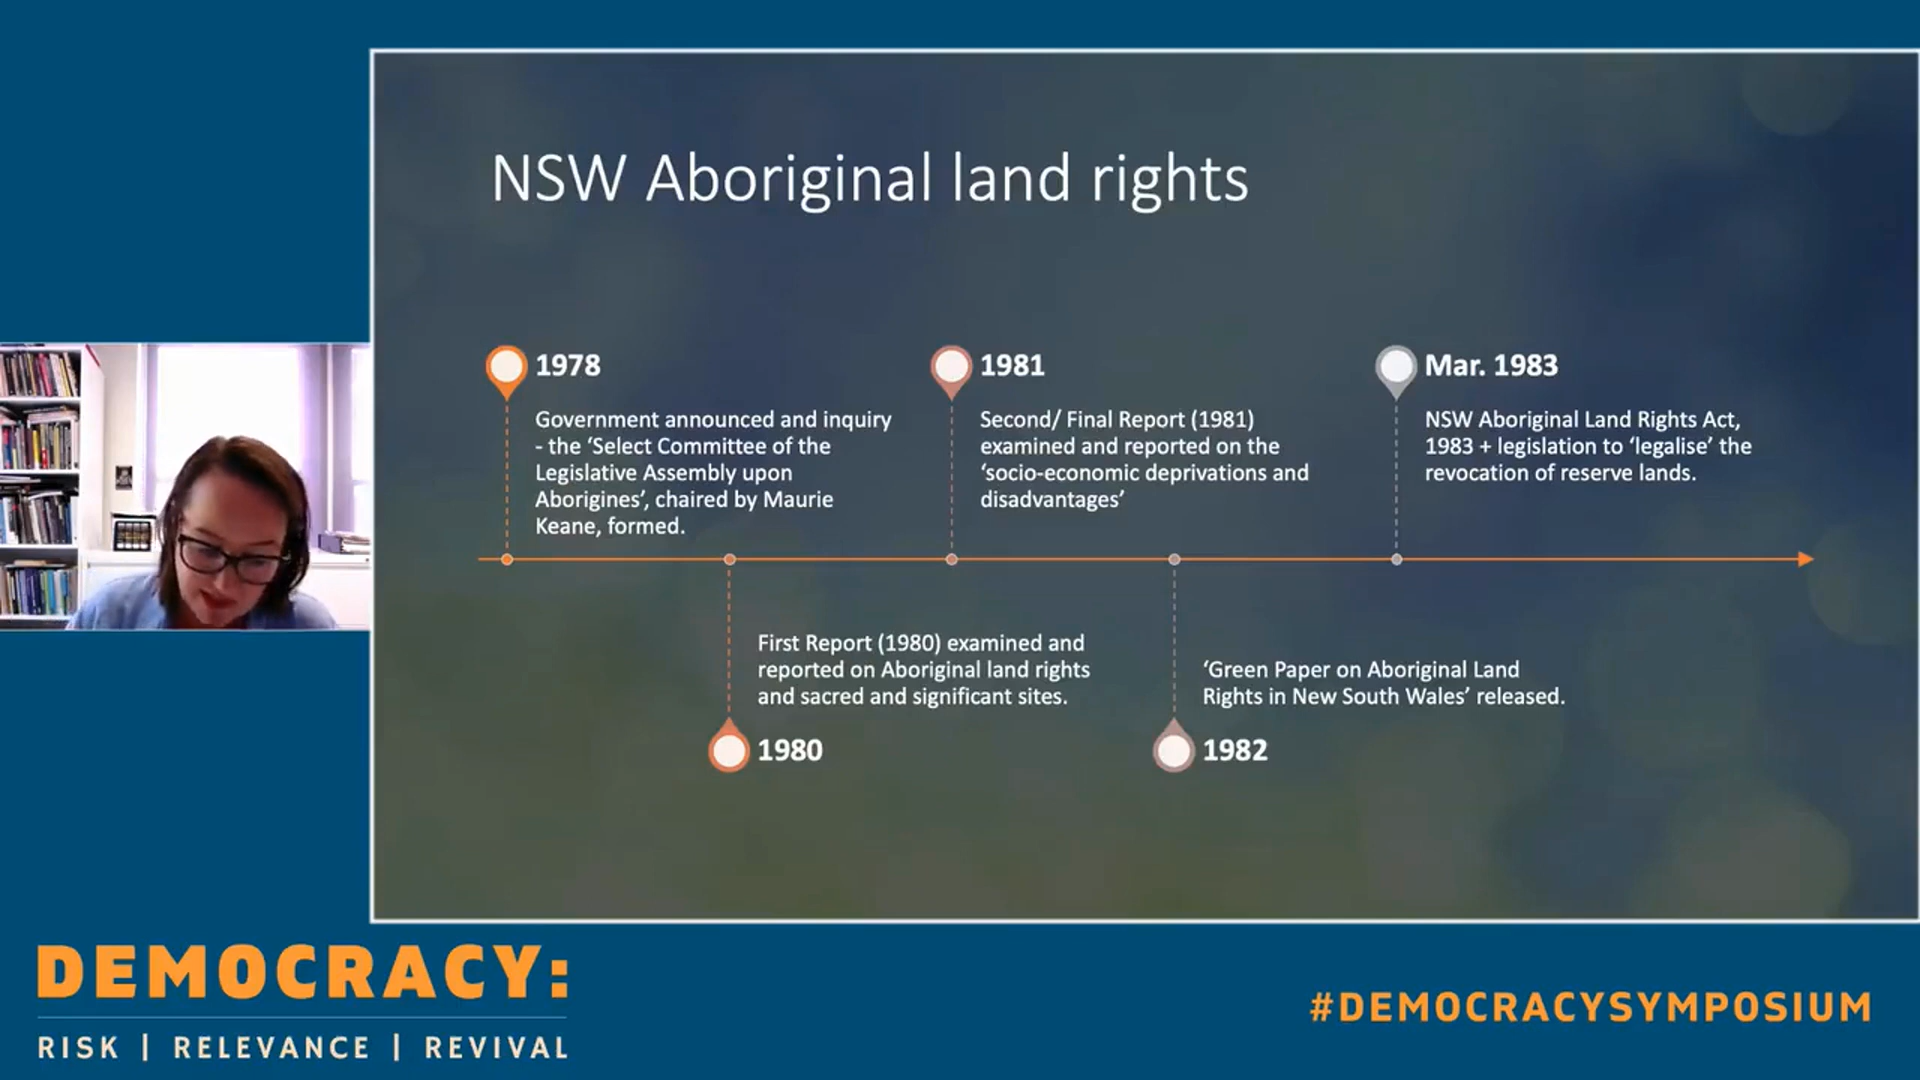 NSW Aboriginal land rights
1978
Government announced and inquiry
- the ‘Select Committee of the
Legislative Assembly upon
Aborigines’, chaired by Maurie
Keane, formed.
First Report (1980) examined and
reported on Aboriginal land rights
and sacred and significant sites.
1980
1981
Second/ Final Report (1981)
examined and reported on the
‘socio-economic deprivations and
disadvantages’
‘Green Paper on Aboriginal Land
Rights in New South Wales’ released.
1982
Mar. 1983
NSW Aboriginal Land Rights Act,
1983 + legislation to ‘legalise’ the
revocation of reserve lands.
DEMOCRACY:
RISK | RELEVANCE | REVIVAL
#DEMOCRACYSYMPOSIUM